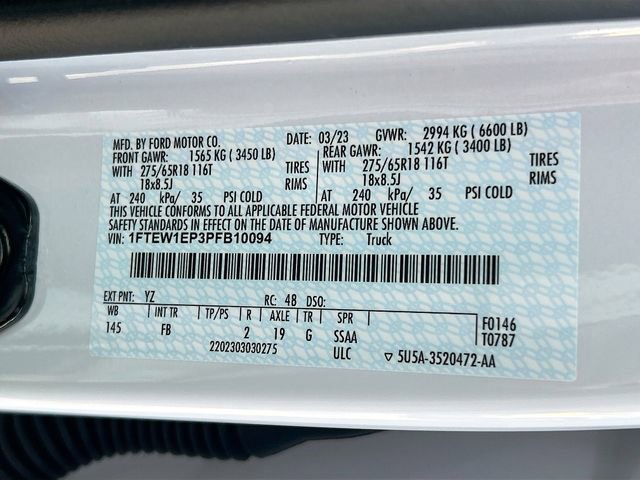 MFD. BY FORD MOTOR CO. DATE: 03/23 GVWR: 2994 KG ( 6600 LB)
FRONT GAWR: 1565 KG ( 3450 LB) REAR GAWR: 1542 KG ( 3400 LB)
WITH 275/65R18 116T TIRES WITH 275/65R18 116T TIRES
18x8.5J RIMS 18x8.5J RIMS
AT 240 kPa/ 35 PSI COLD AT 240 kPa/ 35 PSI COLD
THIS VEHICLE CONFORMS TO ALL APPLICABLE FEDERAL MOTOR VEHICLE
SAFETY STANDARDS IN EFFECT ON THE DATE OF MANUFACTURE SHOWN ABOVE.
VIN: 1FTEW1EP3PFB10094 TYPE: Truck
EXT PNT: YZ RC: 48 DSO:
WB INT TR TP/PS R AXLE TR SPR F0146
145 FB 2 19 G SSAA T0787
2202303030275 ULC 5U5A-3520472-AA